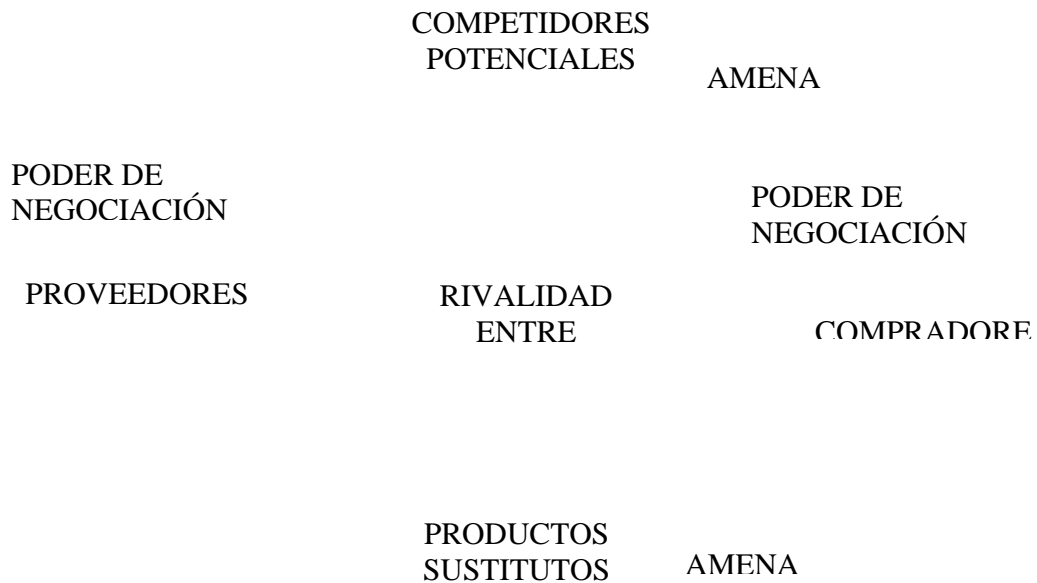 COMPETIDORES
POTENCIALES
AMENA
PODER DE
NEGOCIACIÓN
PODER DE
NEGOCIACIÓN
PROVEEDORES
RIVALIDAD
ENTRE
COMPRADORE
PRODUCTOS
SUSTITUTOS
AMENA